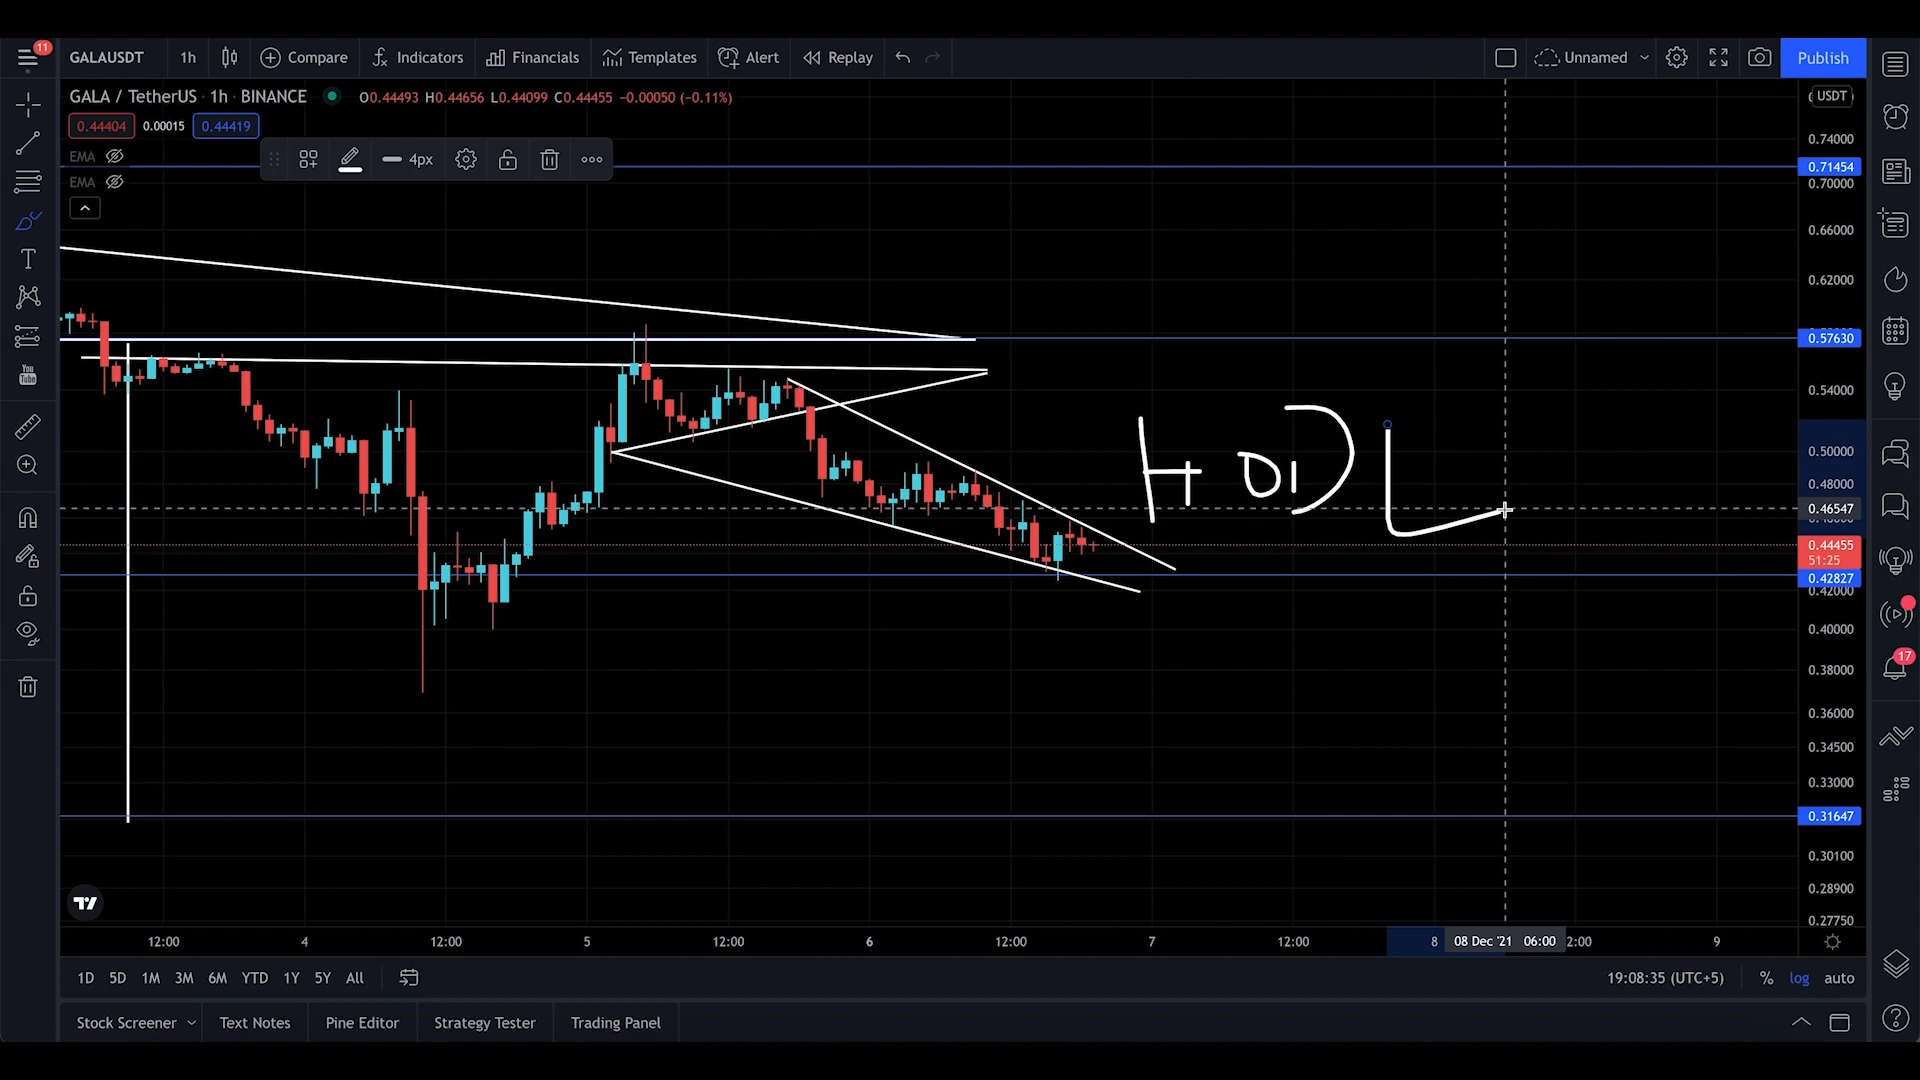 11 GALAUSDT 1h Compare Indicators Financials Templates Alert Replay Unnamed Publish
GALA / TetherUS · 1h · BINANCE O0.44493 H0.44656 L0.44099 C0.44455 −0.00050 (−0.11%) USDT
0.44404 0.00015 0.44419
0.74000
EMA 4px
0.71454
EMA
0.70000
0.66000
0.62000
0.57630
You Tube
0.54000
HODL
0.50000
0.48000
0.46547
0.44455
51:25
0.42827
0.42000
0.40000
17
0.38000
0.36000
0.34500
0.33000
0.31647
0.30100
0.28900
0.27750
12:00 4 12:00 5 12:00 6 12:00 7 12:00 8 08 Dec '21 06:00 2:00 9
1D 5D 1M 3M 6M YTD 1Y 5Y All 19:08:35 (UTC+5) % log auto
Stock Screener Text Notes Pine Editor Strategy Tester Trading Panel